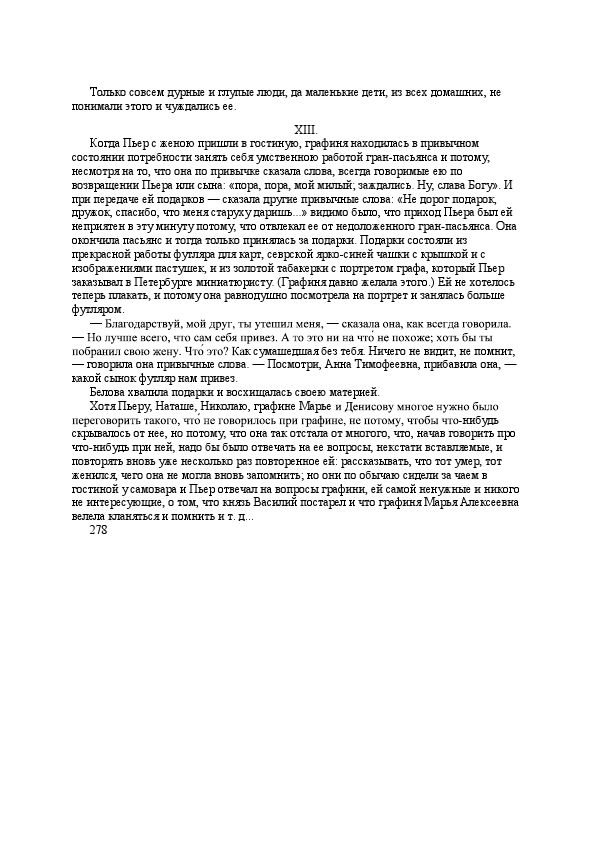 Только совсем дурные и глупые люди, да маленькие дети, из всех домашних, не
понимали этого и чуждались ее.
XIII.
Когда Пьер с женою пришли в гостиную, графиня находилась в привычном
состоянии потребности занять себя умственною работой гран-пасьянса и потому,
несмотря на то, что она по привычке сказала слова, всегда говоримые ею по
возвращении Пьера или сына: «пора, пора, мой милый; заждались. Ну, слава Богу». И
при передаче ей подарков — сказала другие привычные слова: «Не дорог подарок,
дружок, спасибо, что меня старуху даришь...» видимо было, что приход Пьера был ей
неприятен в эту минуту потому, что отвлекал ее от недоложенного гран-пасьянса. Она
окончила пасьянс и тогда только принялась за подарки. Подарки состояли из
прекрасной работы футляра для карт, севрской ярко-синей чашки с крышкой и с
изображениями пастушек, и из золотой табакерки с портретом графа, который Пьер
заказывал в Петербурге миниатюристу. (Графиня давно желала этого.) Ей не хотелось
теперь плакать, и потому она равнодушно посмотрела на портрет и занялась больше
футляром.
— Благодарствуй, мой друг, ты утешил меня, — сказала она, как всегда говорила.
— Но лучше всего, что сам себя привез. А то это ни на что́ не похоже; хоть бы ты
побранил свою жену. Что́ это? Как сумашедшая без тебя. Ничего не видит, не помнит,
— говорила она привычные слова. — Посмотри, Анна Тимофеевна, прибавила она, —
какой сынок футляр нам привез.
Белова хвалила подарки и восхищалась своею материей.
Хотя Пьеру, Наташе, Николаю, графине Марье и Денисову многое нужно было
переговорить такого, что́ не говорилось при графине, не потому, чтобы что-нибудь
скрывалось от нее, но потому, что она так отстала от многого, что, начав говорить про
что-нибудь при ней, надо бы было отвечать на ее вопросы, некстати вставляемые, и
повторять вновь уже несколько раз повторенное ей: рассказывать, что тот умер, тот
женился, чего она не могла вновь запомнить; но они по обычаю сидели за чаем в
гостиной у самовара и Пьер отвечал на вопросы графини, ей самой ненужные и никого
не интересующие, о том, что князь Василий постарел и что графиня Марья Алексеевна
велела кланяться и помнить и т. д...
278